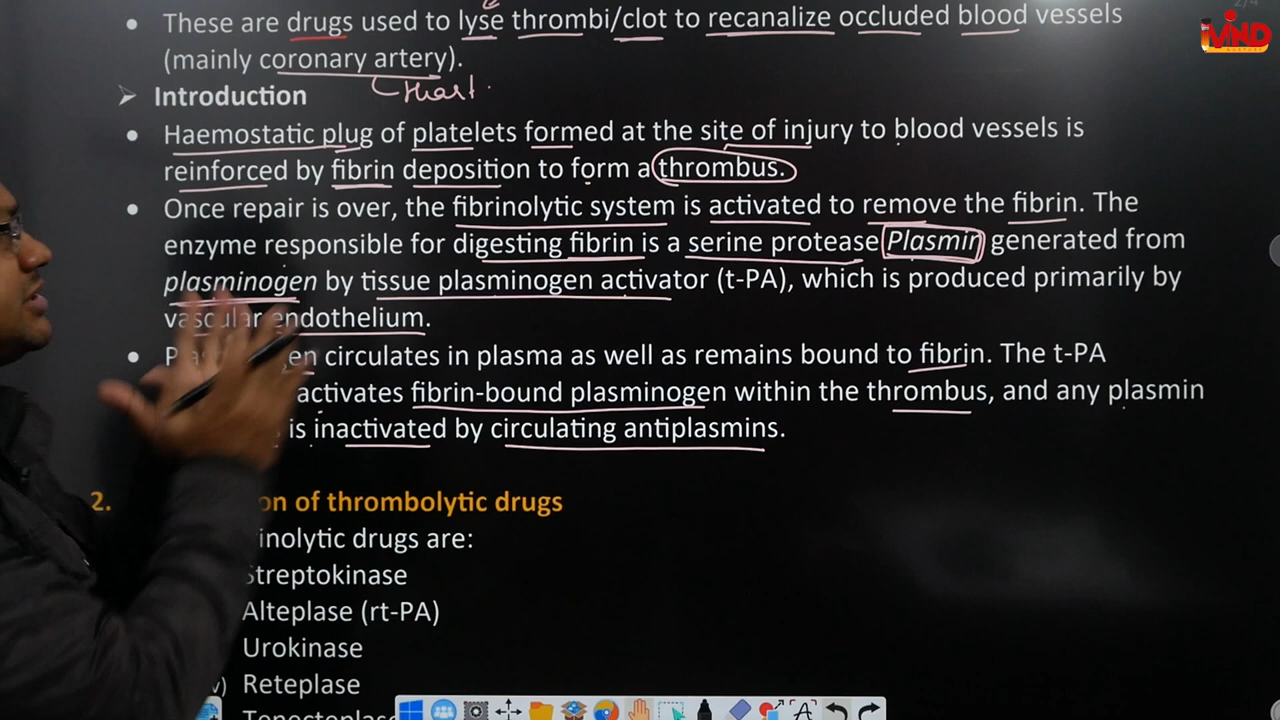 2/4
• These are drugs used to lyse thrombi/clot to recanalize occluded blood vessels
(mainly coronary artery).
Heart
➤ Introduction
• Haemostatic plug of platelets formed at the site of injury to blood vessels is
reinforced by fibrin deposition to form a thrombus.
• Once repair is over, the fibrinolytic system is activated to remove the fibrin. The
enzyme responsible for digesting fibrin is a serine protease Plasmin generated from
plasminogen by tissue plasminogen activator (t-PA), which is produced primarily by
vascular endothelium.
• circulates in plasma as well as remains bound to fibrin. The t-PA
activates fibrin-bound plasminogen within the thrombus, and any plasmin
is inactivated by circulating antiplasmins.
2. on of thrombolytic drugs
inolytic drugs are:
Streptokinase
Alteplase (rt-PA)
Urokinase
v) Reteplase
MIND